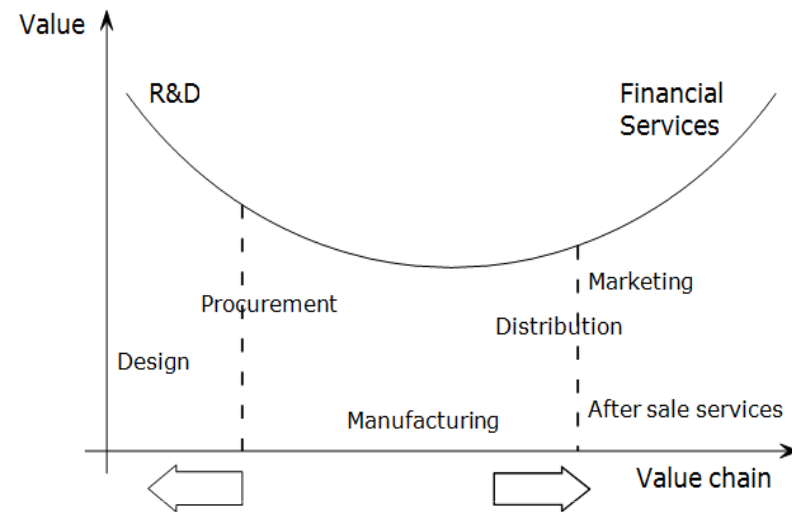 Value
R&D
Financial
Services
Marketing
Procurement
Distribution
Design
After sale services
Manufacturing
Value chain